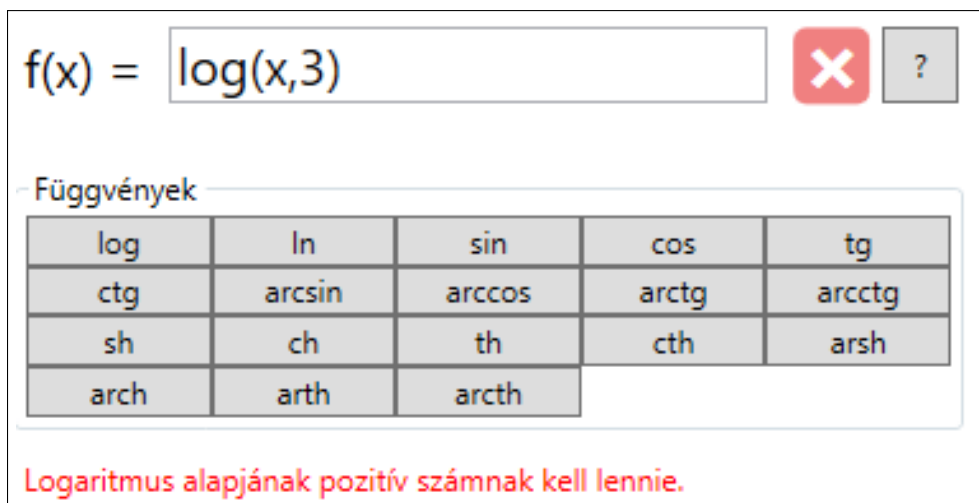 f(x) = log(x,3) ?
Függvények
log ln sin cos tg
ctg arcsin arccos arctg arcctg
sh ch th cth arsh
arch arth arcth
Logaritmus alapjának pozitív számnak kell lennie.